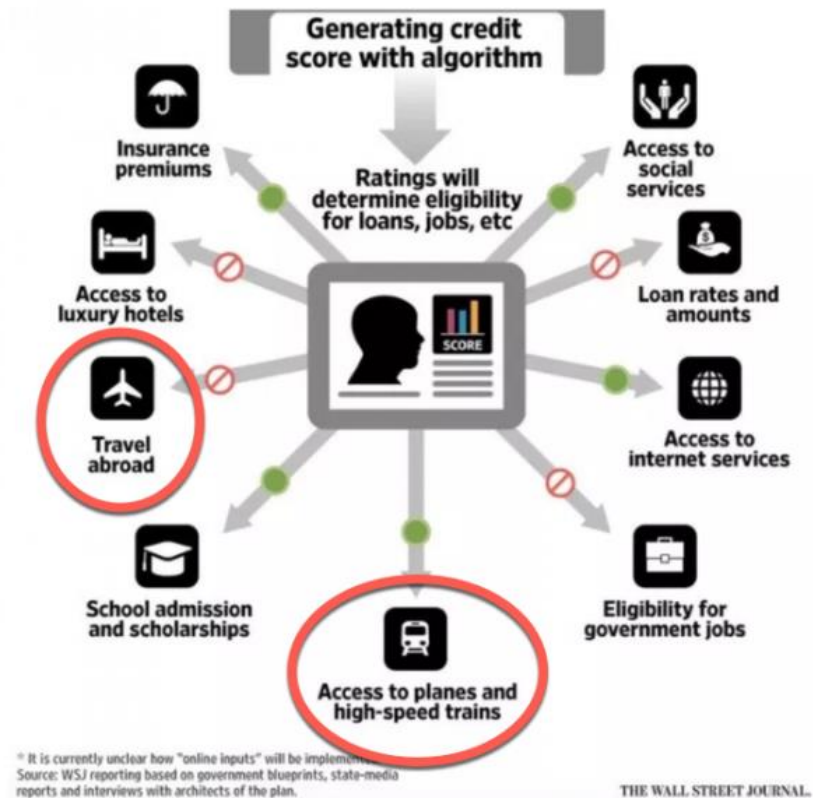 Generating credit
score with algorithm
Ratings will
determine eligibility
for loans, jobs, etc
Insurance
premiums
Access to
social
services
Access to
luxury hotels
Loan rates and
amounts
SCORE
Travel
abroad
Access to
internet services
School admission
and scholarships
Access to planes and
high-speed trains
Eligibility for
government jobs
* It is currently unclear how "online inputs" will be
Source: WSJ reporting based on government blueprints, state-media
reports and interviews with architects of the plan.
THE WALL STREET JOURNAL.